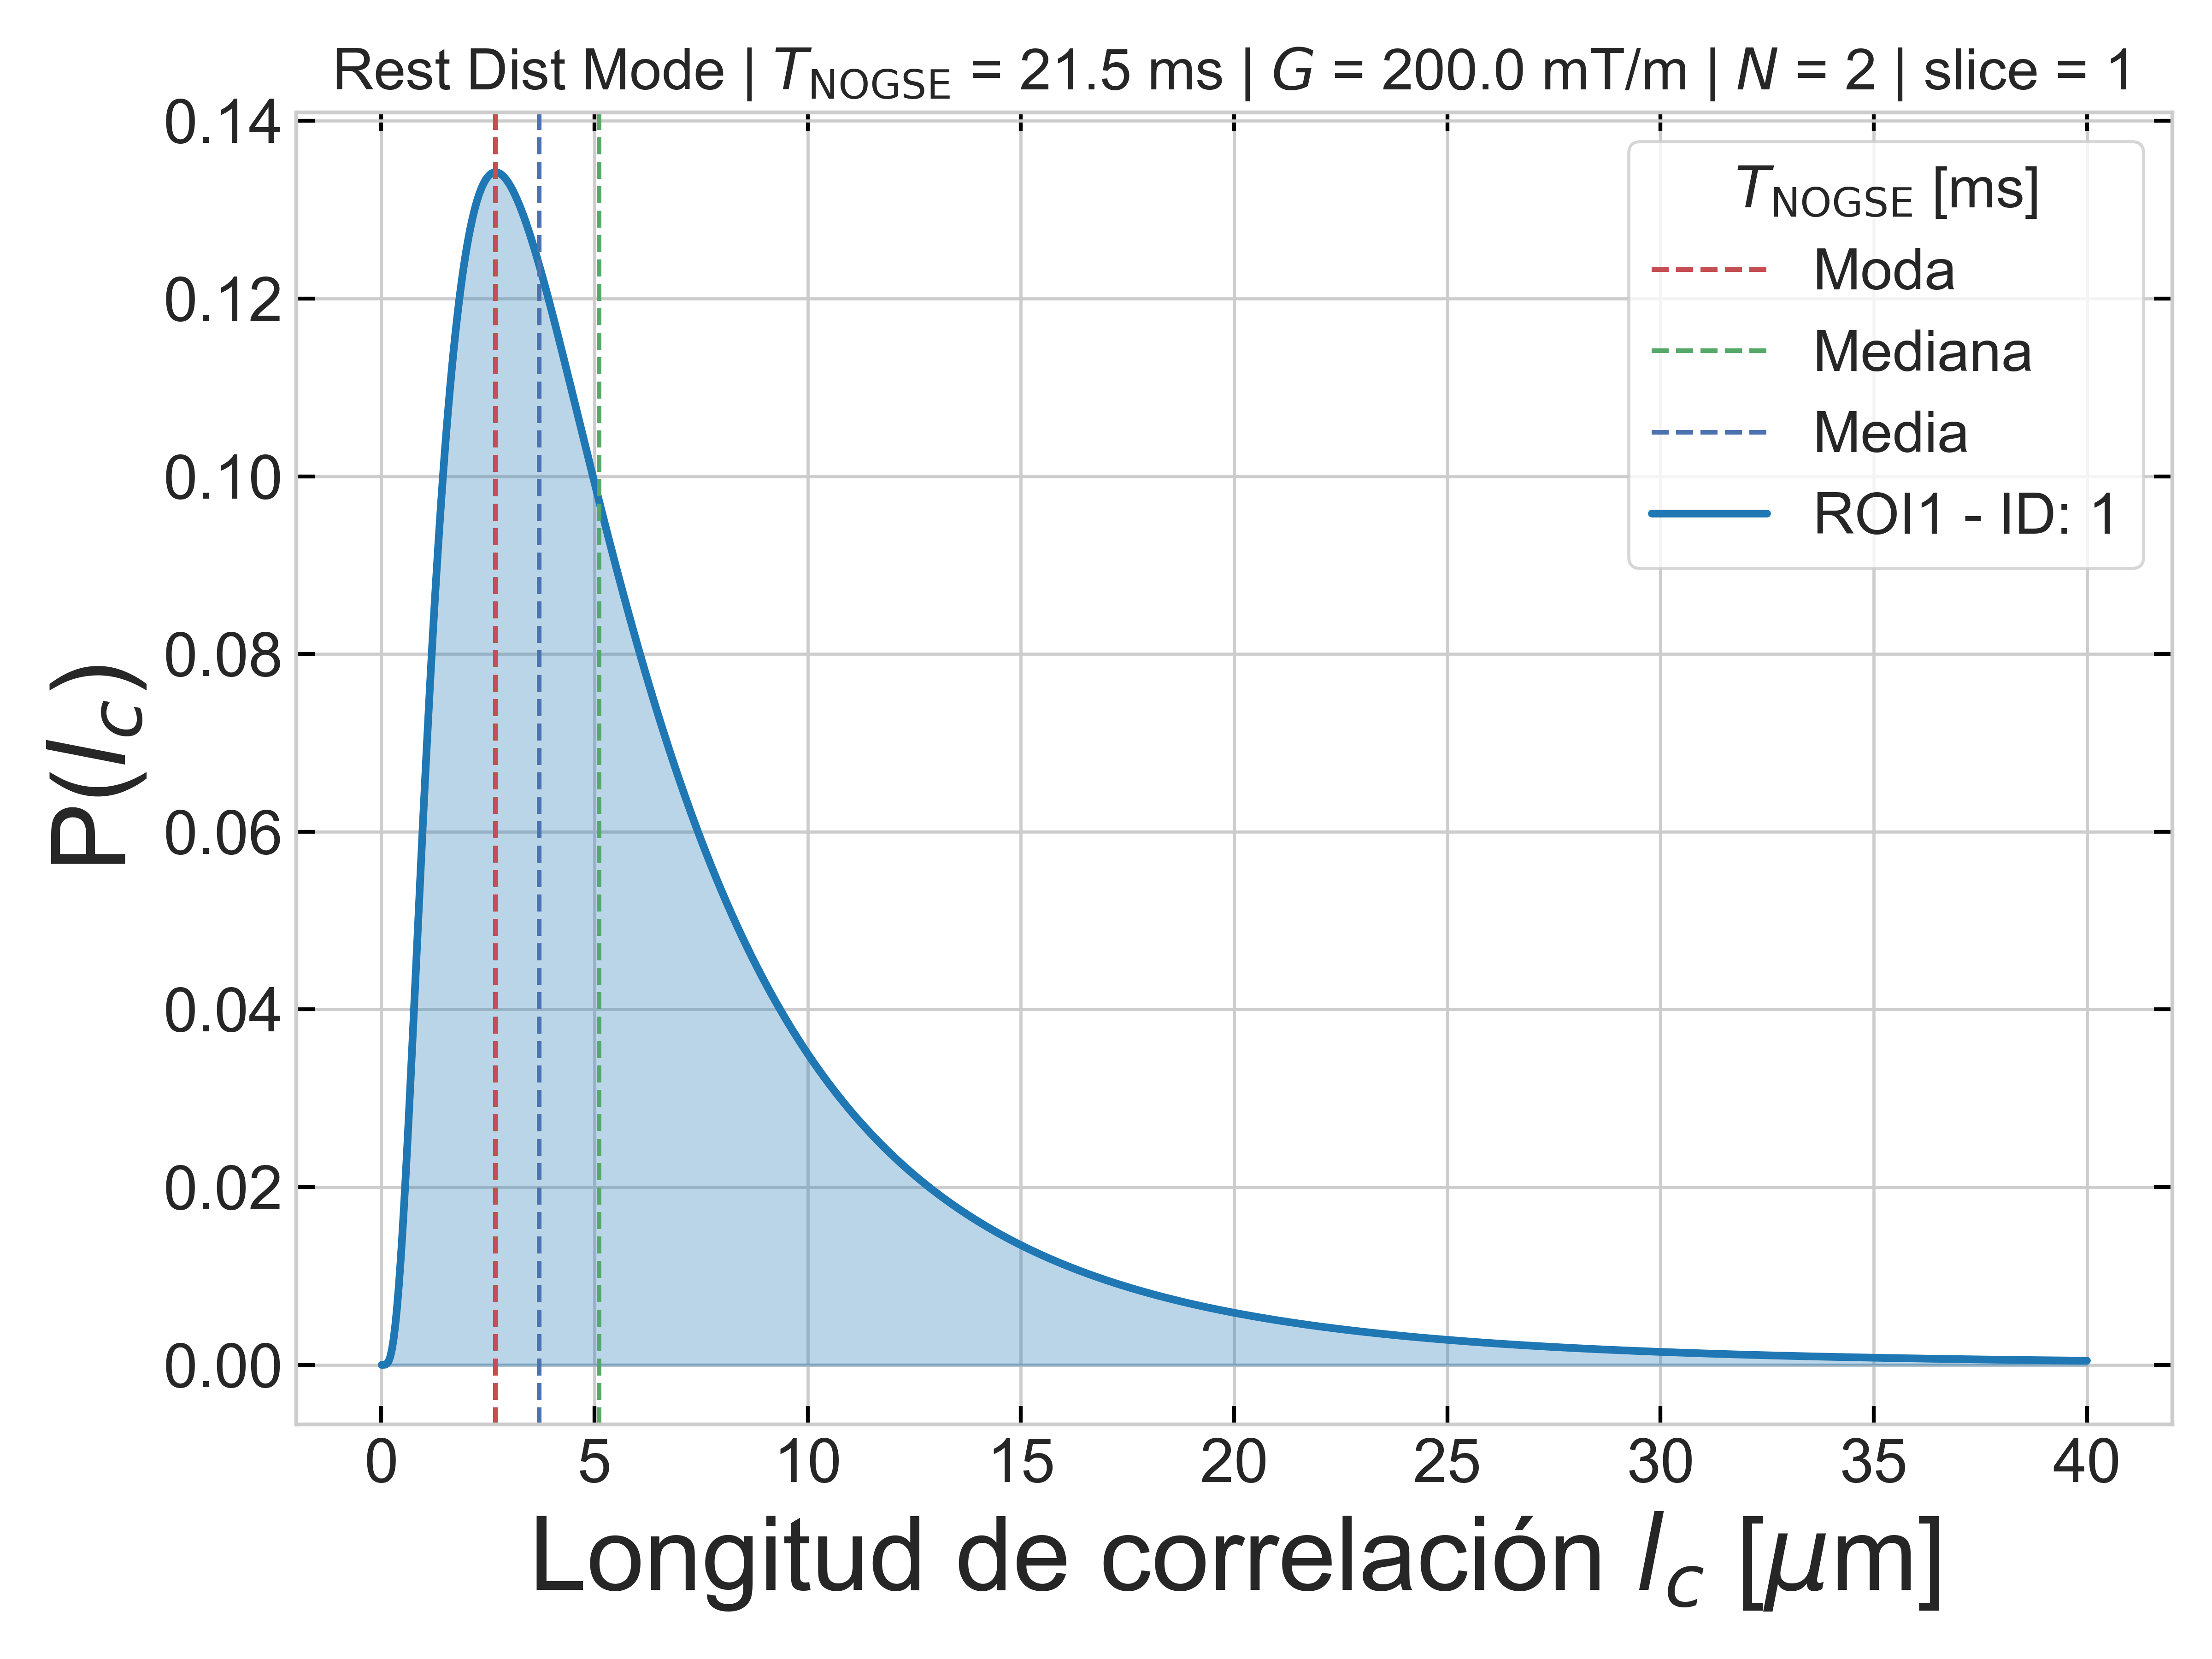 Rest Dist Mode | T_NOGSE = 21.5 ms | G = 200.0 mT/m | N = 2 | slice = 1
P(l_c)
0.14
0.12
0.10
0.08
0.06
0.04
0.02
0.00
T_NOGSE [ms]
Moda
Mediana
Media
ROI1 - ID: 1
0 5 10 15 20 25 30 35 40
Longitud de correlación l_c [μm]